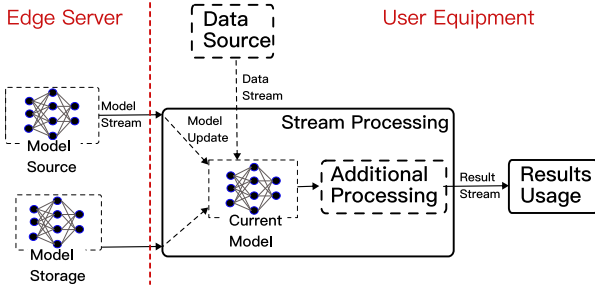 Edge Server
User Equipment
Data
Source
Data
Stream
Model
Stream
Model
Update
Stream Processing
Model
Source
Additional
Processing
Result
Stream
Results
Usage
Current
Model
Model
Storage